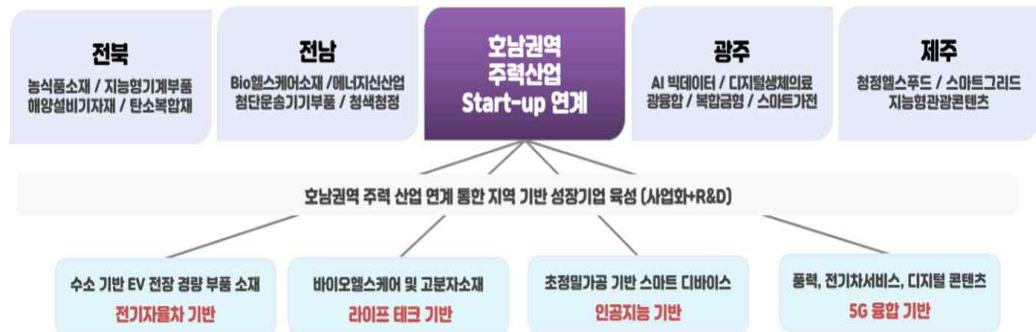 전북
농식품소재 / 지능형기계부품
해양설비기자재 / 탄소복합재
전남
Bio헬스케어소재 /에너지신산업
첨단운송기기부품 / 청색청정
호남권역
주력산업
Start-up 연계
광주
AI 빅데이터 / 디지털생체의료
광융합 / 복합금형 / 스마트가전
제주
청정헬스푸드 / 스마트그리드
지능형관광콘텐츠
호남권역 주력 산업 연계 통한 지역 기반 성장기업 육성 (사업화+R&D)
수소 기반 EV 전장 경량 부품 소재
전기자율차 기반
바이오헬스케어 및 고분자소재
라이프 테크 기반
초정밀가공 기반 스마트 디바이스
인공지능 기반
풍력, 전기차서비스, 디지털 콘텐츠
5G 융합 기반